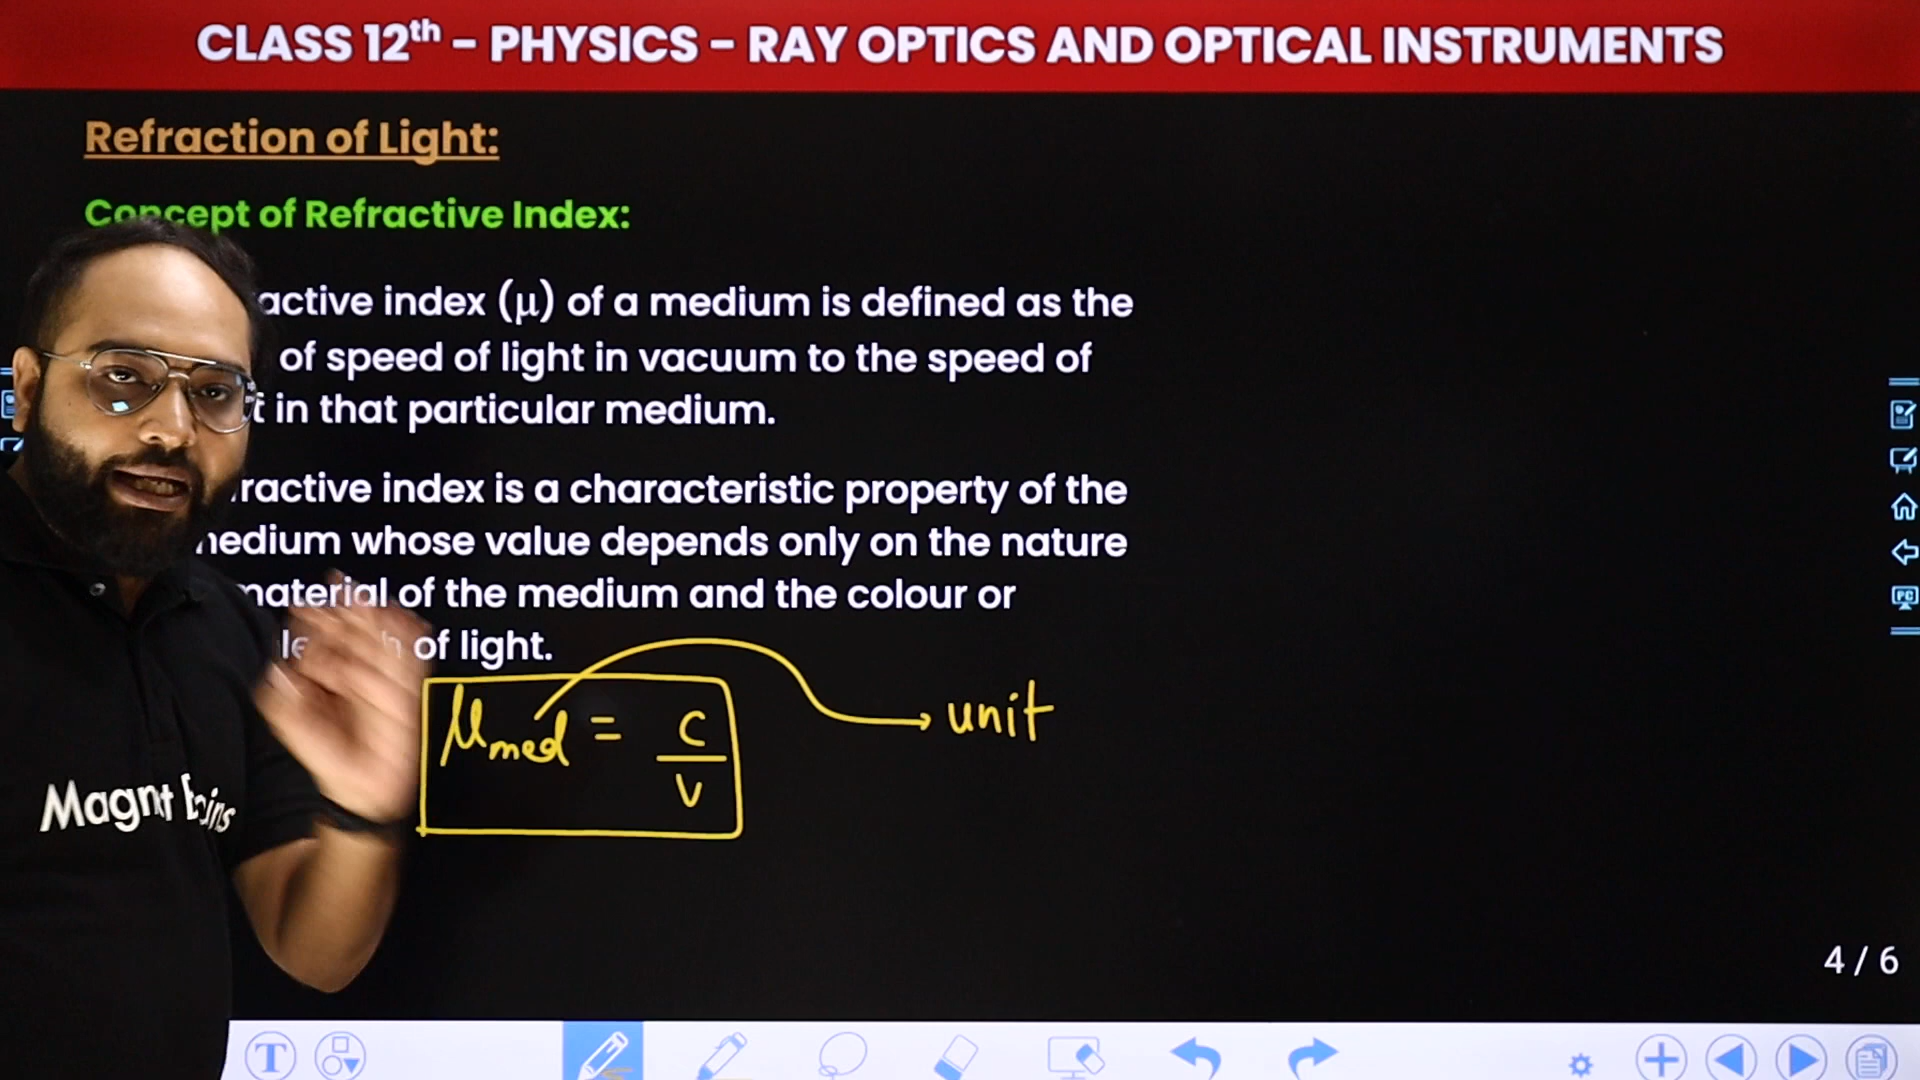 CLASS 12th - PHYSICS - RAY OPTICS AND OPTICAL INSTRUMENTS
Refraction of Light:
Concept of Refractive Index:
active index (μ) of a medium is defined as the
of speed of light in vacuum to the speed of
t in that particular medium.
ractive index is a characteristic property of the
medium whose value depends only on the nature
material of the medium and the colour or
of light.
μmed = c/v → unit
Magnet Brains
4 / 6
T
PC